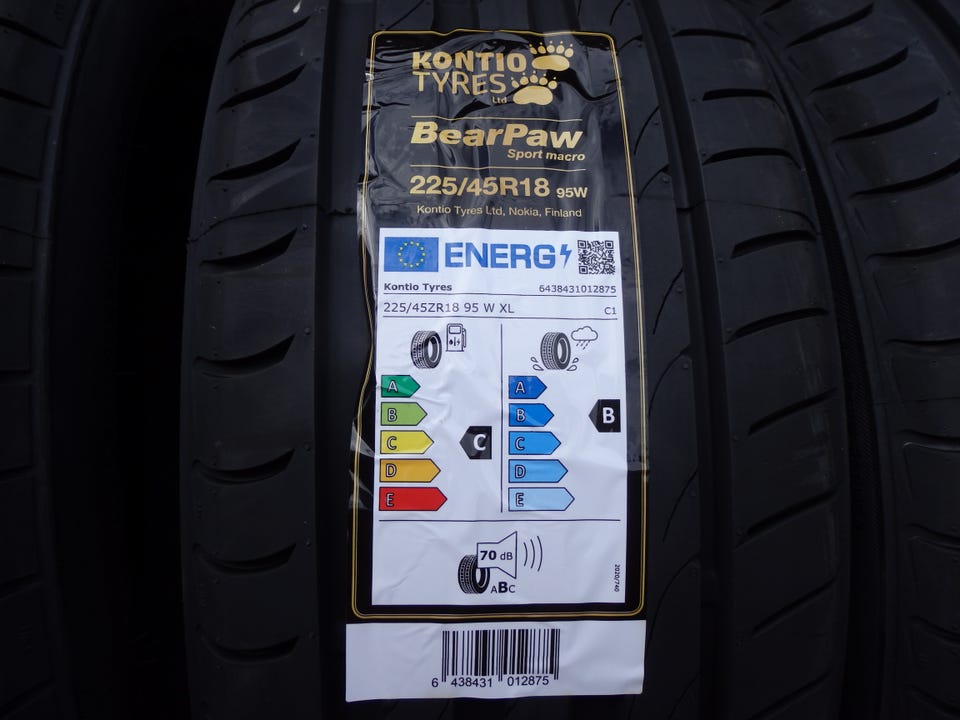 KONTIO
TYRES
Ltd
BearPaw
Sport macro
225/45R18 95W
Kontio Tyres Ltd, Nokia, Finland
ENERG
Kontio Tyres 6438431012875
225/45ZR18 95 W XL C1
A A
B B B
C C C
D D
E E
70 dB
ABC
2020/740
6 438431 012875